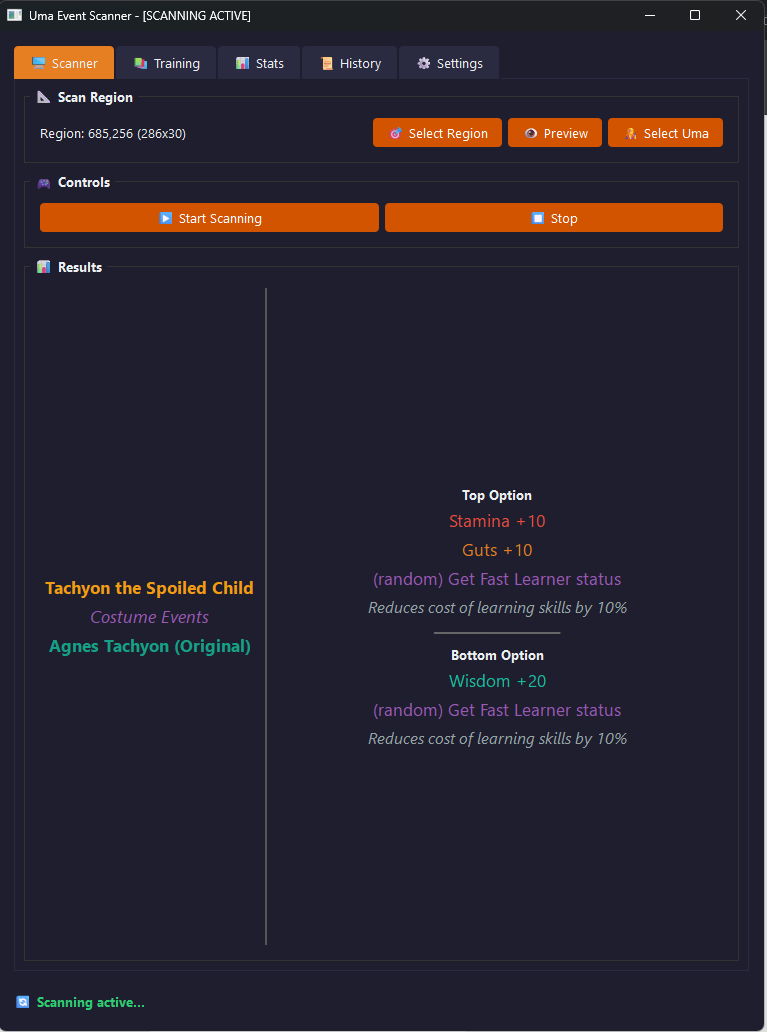 Uma Event Scanner - [SCANNING ACTIVE]
Scanner
Training
Stats
History
Settings
Scan Region
Region: 685,256 (286x30)
Select Region
Preview
Select Uma
Controls
Start Scanning
Stop
Results
Tachyon the Spoiled Child
Costume Events
Agnes Tachyon (Original)
Top Option
Stamina +10
Guts +10
(random) Get Fast Learner status
Reduces cost of learning skills by 10%
Bottom Option
Wisdom +20
(random) Get Fast Learner status
Reduces cost of learning skills by 10%
Scanning active...